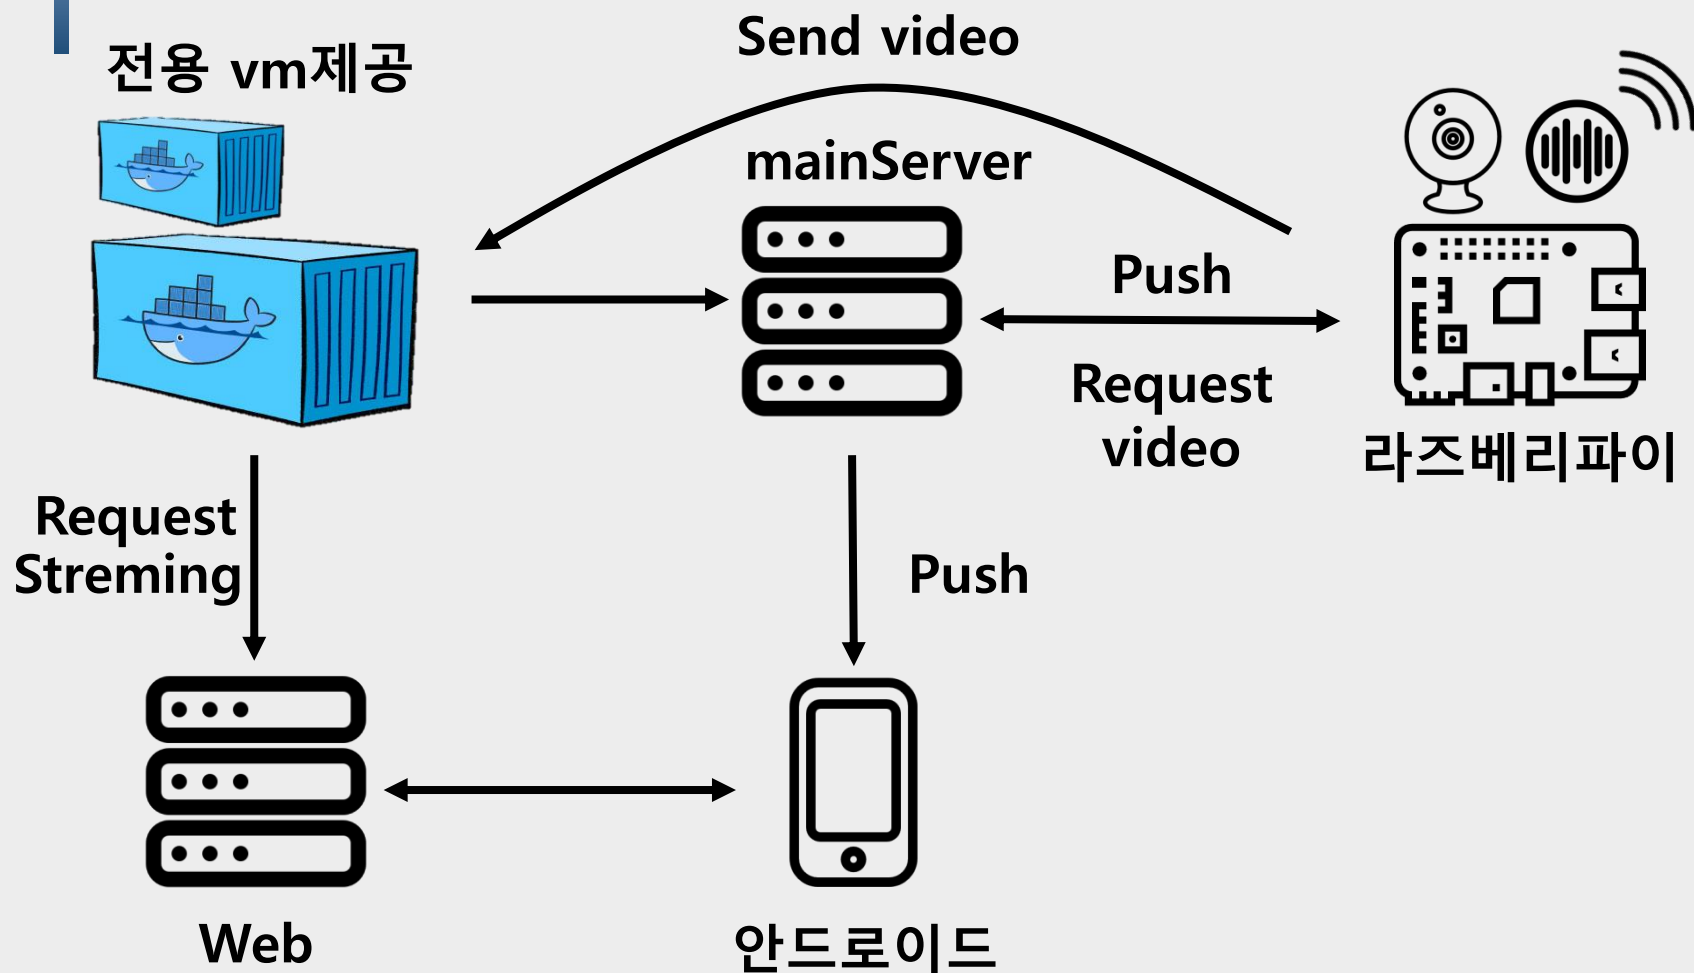 전용 vm제공
Send video
mainServer
Push
Request
video
라즈베리파이
Request
Streming
Push
Web
안드로이드